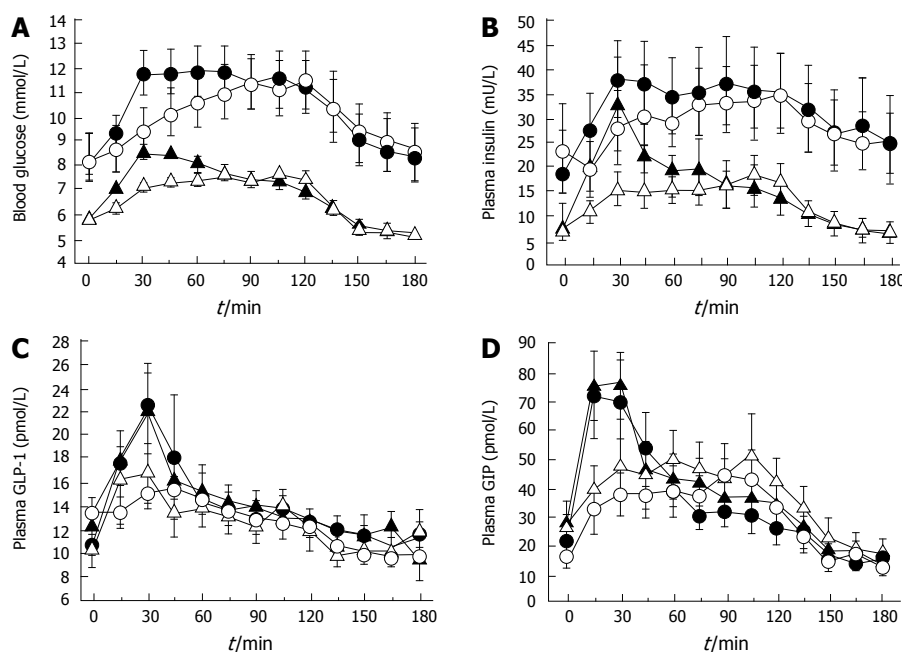 A
Blood glucose (mmol/L)
14
13
12
11
10
9
8
7
6
5
4
0 30 60 90 120 150 180
t/min
B
Plasma insulin (mU/L)
50
45
40
35
30
25
20
15
10
5
0
0 30 60 90 120 150 180
t/min
C
Plasma GLP-1 (pmol/L)
28
26
24
22
20
18
16
14
12
10
8
6
0 30 60 90 120 150 180
t/min
D
Plasma GIP (pmol/L)
90
80
70
60
50
40
30
20
10
0
0 30 60 90 120 150 180
t/min